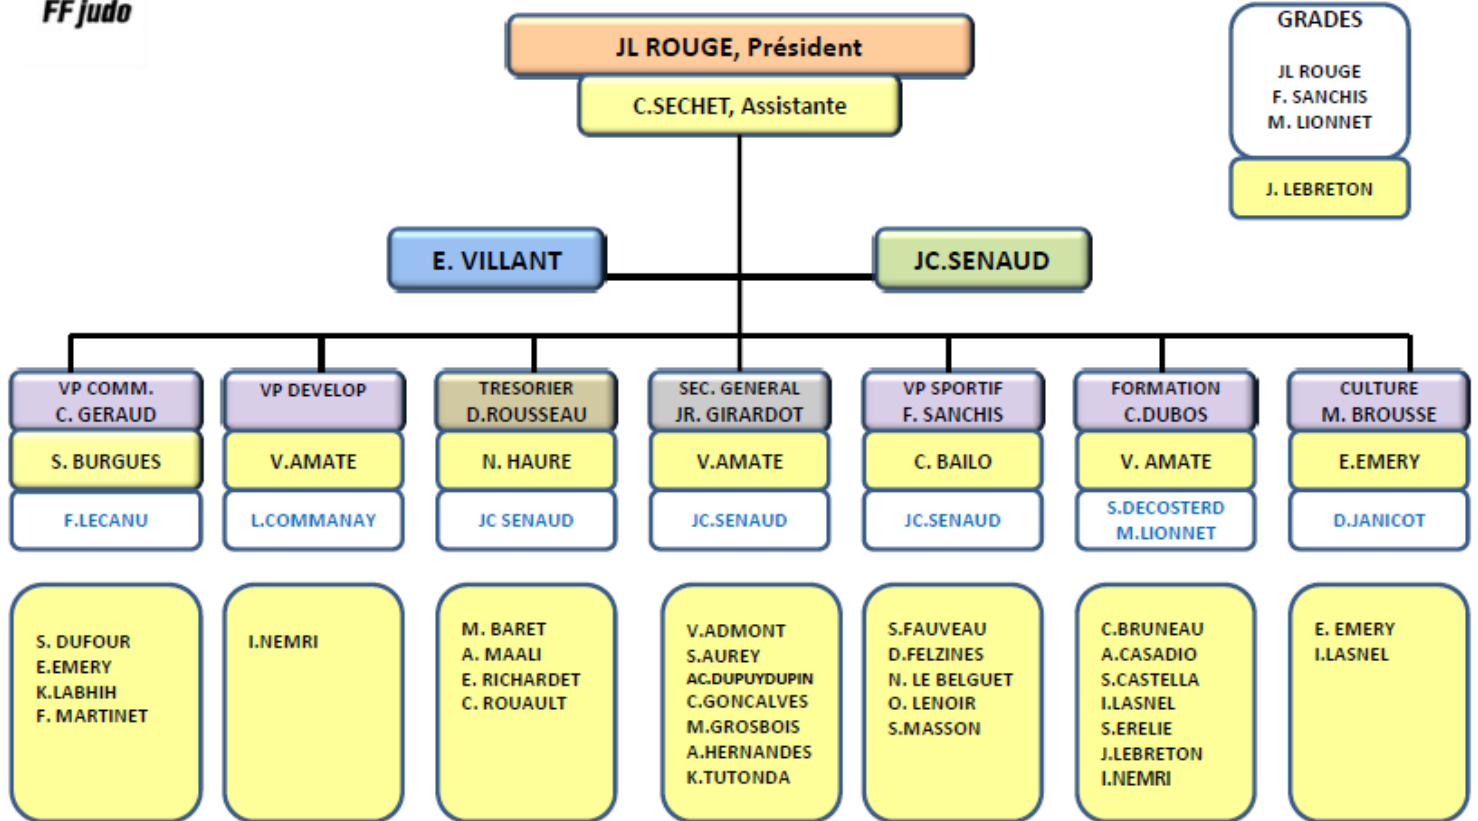 FF judo
JL ROUGE, Président
C.SECHET, Assistante
GRADES
JL ROUGE
F. SANCHIS
M. LIONNET
J. LEBRETON
E. VILLANT
JC.SENAUD
VP COMM.
C. GERAUD
S. BURGUES
F.LECANU
S. DUFOUR
E.EMERY
K.LABHIH
F. MARTINET
VP DEVELOP
V.AMATE
L.COMMANAY
I.NEMRI
TRESORIER
D.ROUSSEAU
N. HAURE
JC SENAUD
M. BARET
A. MAALI
E. RICHARDET
C. ROUAULT
SEC. GENERAL
JR. GIRARDOT
V.AMATE
JC.SENAUD
V.ADMONT
S.AUREY
AC.DUPUYDUPIN
C.GONCALVES
M.GROSBOIS
A.HERNANDES
K.TUTONDA
VP SPORTIF
F. SANCHIS
C. BAILO
JC.SENAUD
S.FAUVEAU
D.FELZINES
N. LE BELGUET
O. LENOIR
S.MASSON
FORMATION
C.DUBOS
V. AMATE
S.DECOSTERD
M.LIONNET
C.BRUNEAU
A.CASADIO
S.CASTELLA
I.LASNEL
S.ERELIE
J.LEBRETON
I.NEMRI
CULTURE
M. BROUSSE
E.EMERY
D.JANICOT
E. EMERY
I.LASNEL